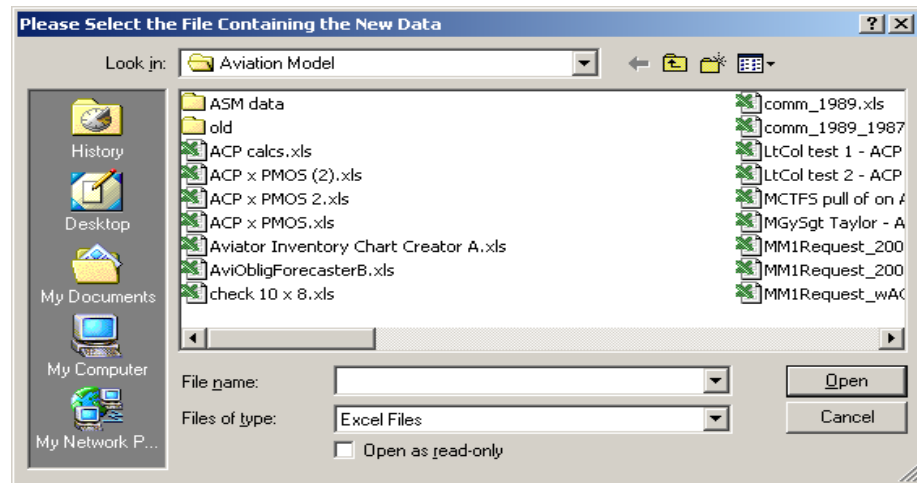 Please Select the File Containing the New Data
Look in: Aviation Model
History
Desktop
My Documents
My Computer
My Network P...
ASM data
old
ACP calcs.xls
ACP x PMOS (2).xls
ACP x PMOS 2.xls
ACP x PMOS.xls
Aviator Inventory Chart Creator A.xls
AviObligForecasterB.xls
check 10 x 8.xls
comm_1989.xls
comm_1989_1987
LtCol test 1 - ACP
LtCol test 2 - ACP
MCTFS pull of on A
MGySgt Taylor - A
MM1Request_200
MM1Request_200
MM1Request_wAC
File name:
Open
Files of type: Excel Files
Cancel
Open as read-only